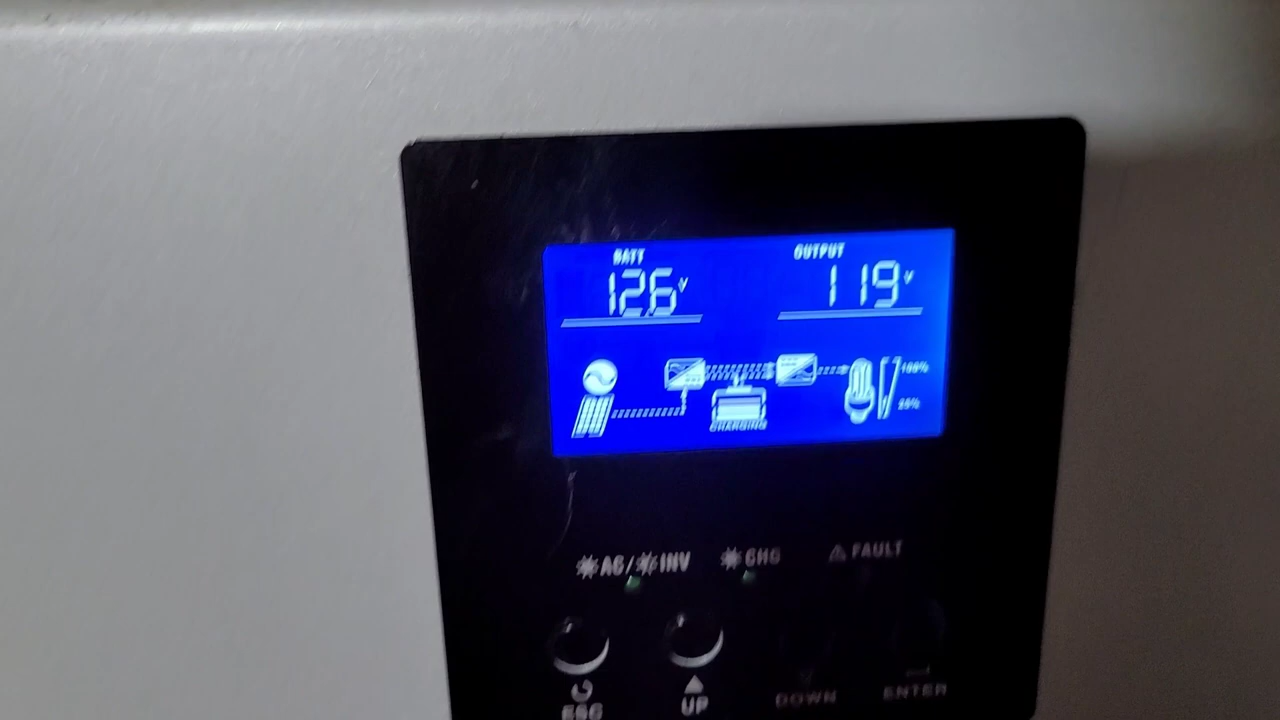 BATT OUTPUT
126V 119V
100%
25%
CHARGING
AC/ INV CHG FAULT
ESC UP DOWN ENTER